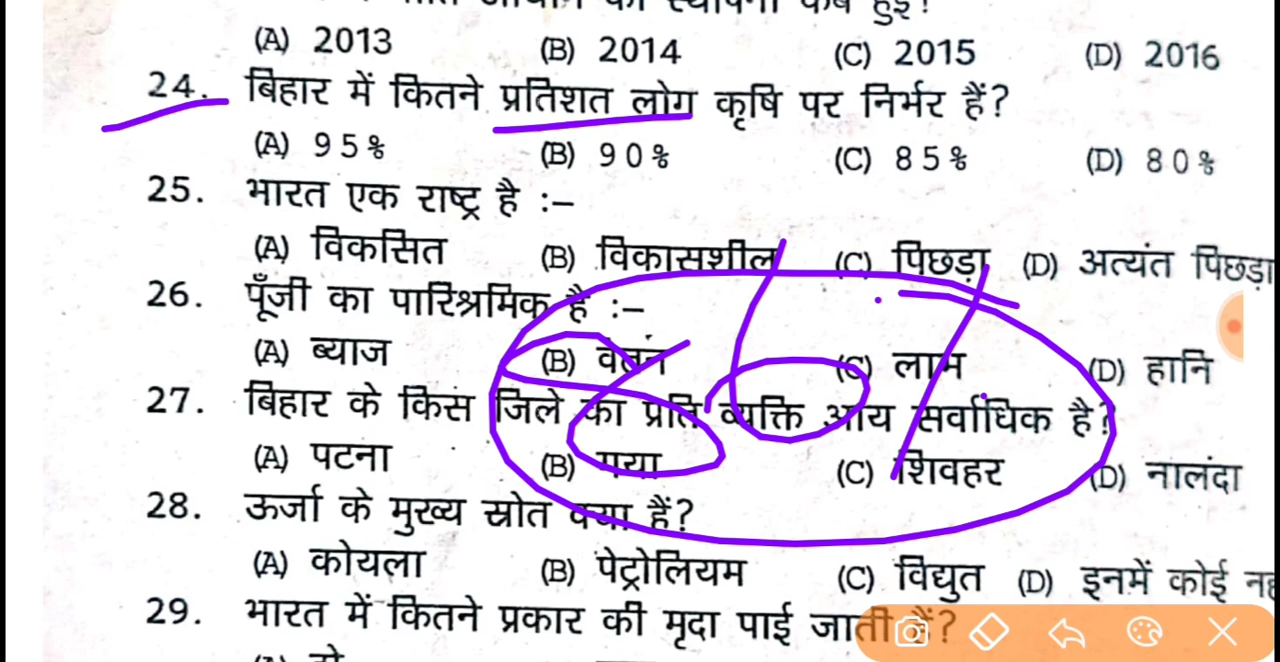 (A) 2013 (B) 2014 (C) 2015 (D) 2016
24. बिहार में कितने प्रतिशत लोग कृषि पर निर्भर हैं?
(A) 95% (B) 90% (C) 85% (D) 80%
25. भारत एक राष्ट्र है :–
(A) विकसित (B) विकासशील (C) पिछड़ा (D) अत्यंत पिछड़ा
26. पूँजी का पारिश्रमिक है :–
(A) ब्याज (B) वेतन (C) लाभ (D) हानि
27. बिहार के किस जिले का प्रति व्यक्ति आय सर्वाधिक है?
(A) पटना (B) गया (C) शिवहर (D) नालंदा
28. ऊर्जा के मुख्य स्रोत क्या हैं?
(A) कोयला (B) पेट्रोलियम (C) विद्युत (D) इनमें कोई
29. भारत में कितने प्रकार की मृदा पाई जाती हैं?